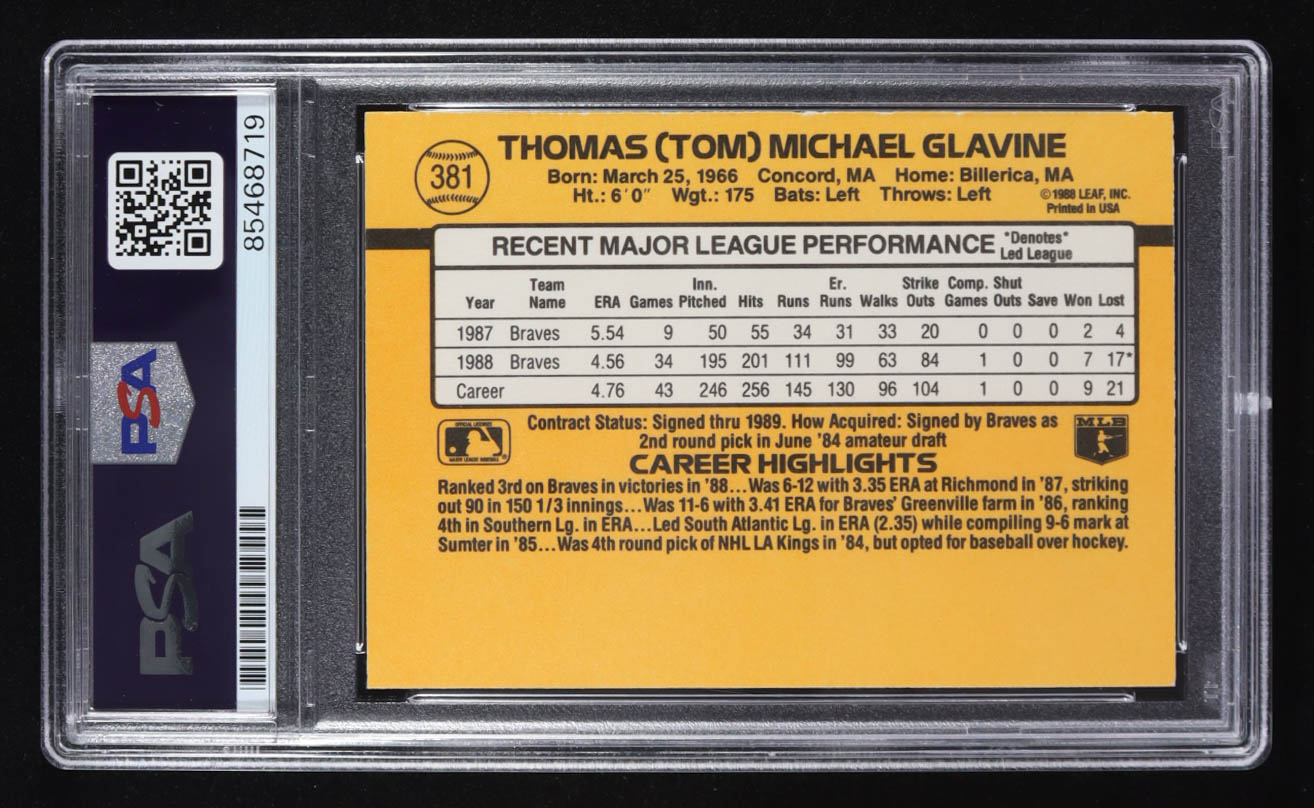 85468719
PSA
PSA
381
THOMAS (TOM) MICHAEL GLAVINE
Born: March 25, 1966 Concord, MA Home: Billerica, MA
Ht.: 6'0" Wgt.: 175 Bats: Left Throws: Left
©1988 LEAF, INC.
Printed in USA
RECENT MAJOR LEAGUE PERFORMANCE *Denotes* Led League
Year Team Name ERA Games Inn. Pitched Hits Runs Er. Runs Walks Strike Outs Comp. Games Shut Outs Save Won Lost
1987 Braves 5.54 9 50 55 34 31 33 20 0 0 0 2 4
1988 Braves 4.56 34 195 201 111 99 63 84 1 0 0 7 17*
Career 4.76 43 246 256 145 130 96 104 1 0 0 9 21
Contract Status: Signed thru 1989. How Acquired: Signed by Braves as
2nd round pick in June '84 amateur draft
OFFICIAL LICENSEE
MAJOR LEAGUE BASEBALL
MLB
CAREER HIGHLIGHTS
Ranked 3rd on Braves in victories in '88...Was 6-12 with 3.35 ERA at Richmond in '87, striking
out 90 in 150 1/3 innings...Was 11-6 with 3.41 ERA for Braves' Greenville farm in '86, ranking
4th in Southern Lg. in ERA...Led South Atlantic Lg. in ERA (2.35) while compiling 9-6 mark at
Sumter in '85...Was 4th round pick of NHL LA Kings in '84, but opted for baseball over hockey.